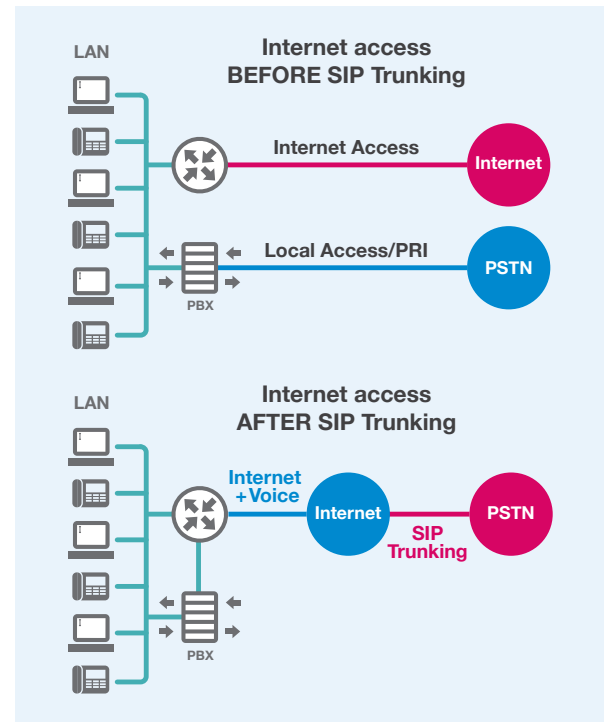 LAN
Internet access
BEFORE SIP Trunking
Internet Access
Internet
Local Access/PRI
PSTN
PBX
LAN
Internet access
AFTER SIP Trunking
Internet
+Voice
Internet
PSTN
SIP
Trunking
PBX